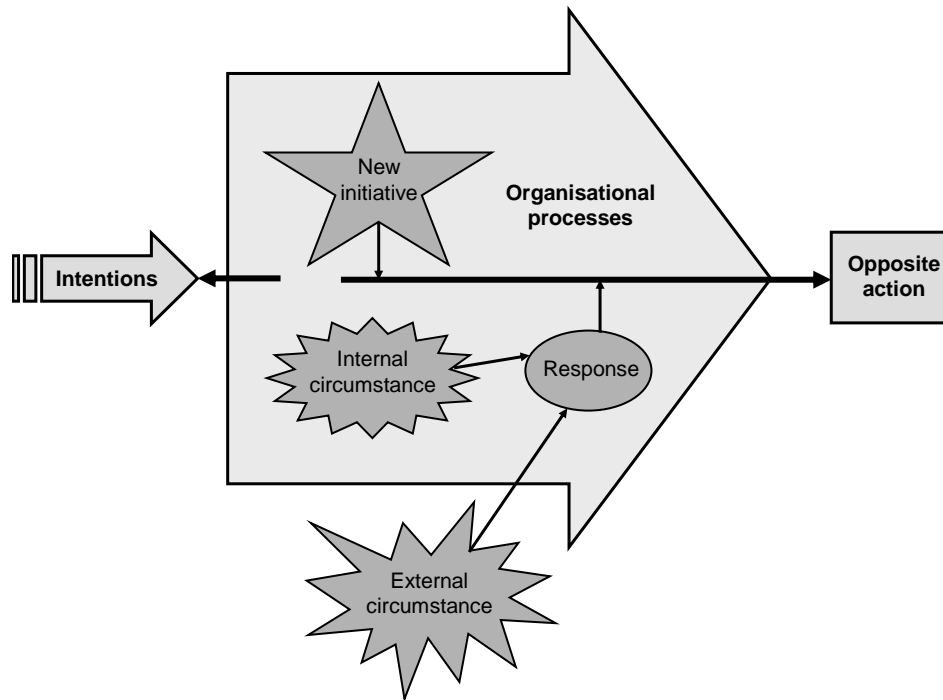 New
initiative
Organisational
processes
Intentions
Opposite
action
Internal
circumstance
Response
External
circumstance